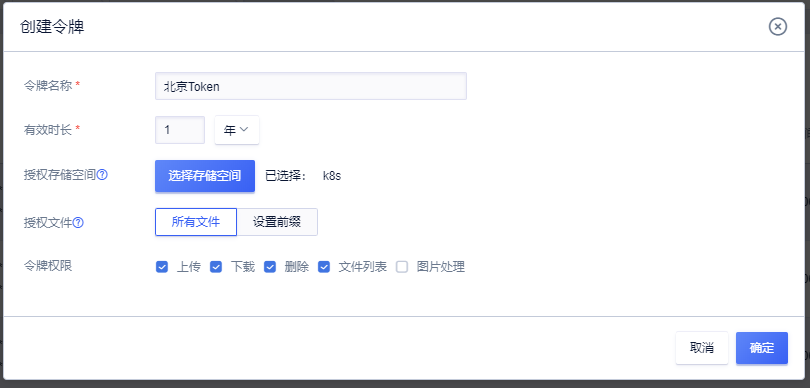 创建令牌
令牌名称 * 北京Token
有效时长 * 1 年
授权存储空间 选择存储空间 已选择： k8s
授权文件 所有文件 设置前缀
令牌权限 上传 下载 删除 文件列表 图片处理
取消 确定